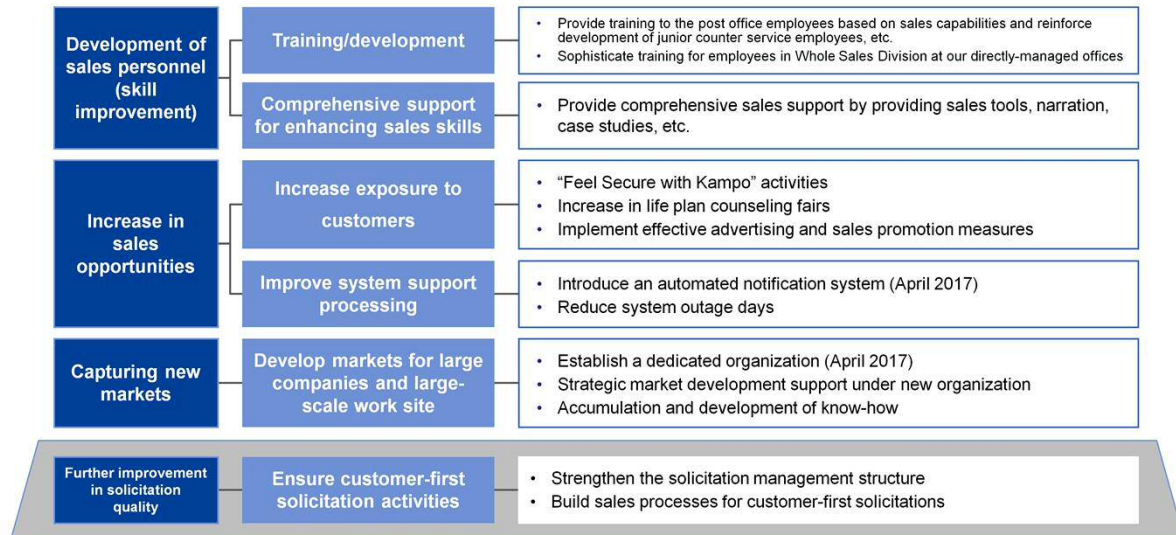 Development of
sales personnel
(skill
improvement)
Training/development
• Provide training to the post office employees based on sales capabilities and reinforce
development of junior counter service employees, etc.
• Sophisticate training for employees in Whole Sales Division at our directly-managed offices
Comprehensive support
for enhancing sales skills
• Provide comprehensive sales support by providing sales tools, narration,
case studies, etc.
Increase in
sales
opportunities
Increase exposure to
customers
• “Feel Secure with Kampo” activities
• Increase in life plan counseling fairs
• Implement effective advertising and sales promotion measures
Improve system support
processing
• Introduce an automated notification system (April 2017)
• Reduce system outage days
Capturing new
markets
Develop markets for large
companies and large-
scale work site
• Establish a dedicated organization (April 2017)
• Strategic market development support under new organization
• Accumulation and development of know-how
Further improvement
in solicitation
quality
Ensure customer-first
solicitation activities
• Strengthen the solicitation management structure
• Build sales processes for customer-first solicitations